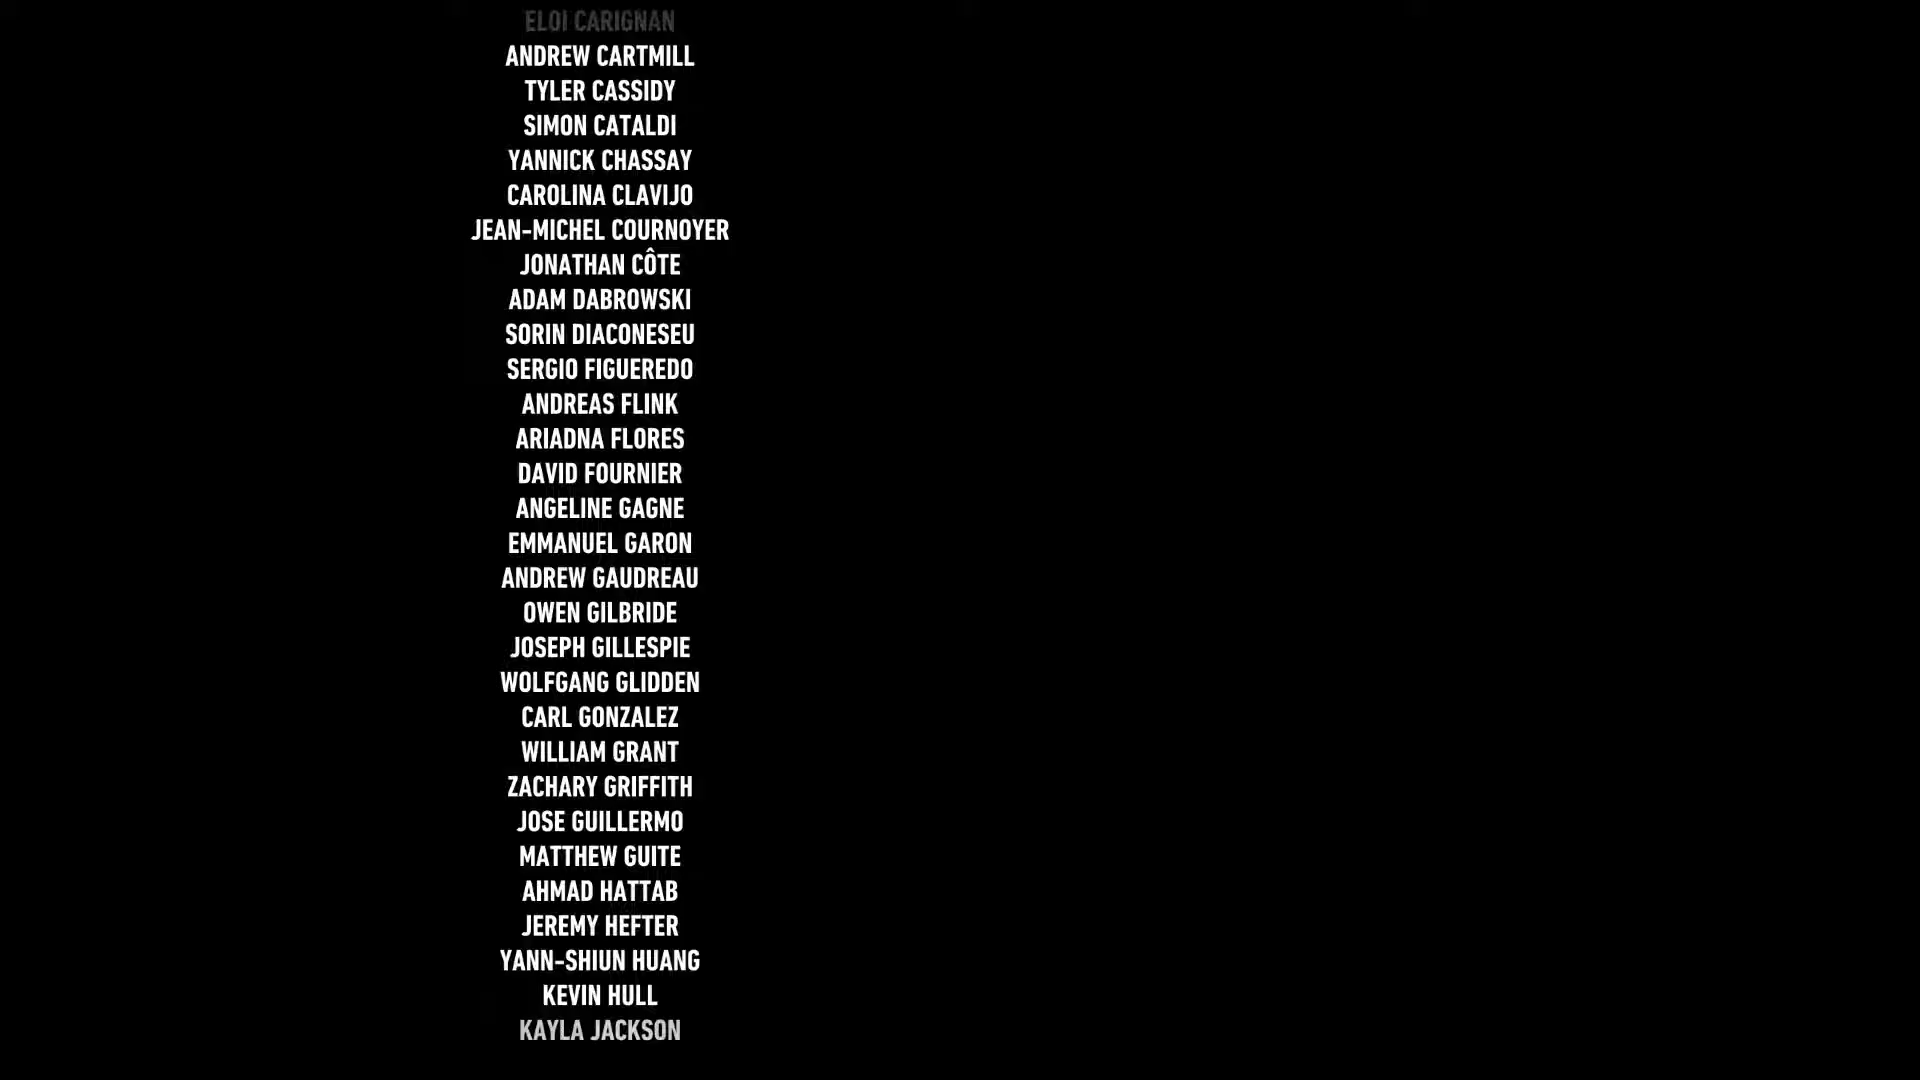 ELOI CARIGNAN
ANDREW CARTMILL
TYLER CASSIDY
SIMON CATALDI
YANNICK CHASSAY
CAROLINA CLAVIJO
JEAN-MICHEL COURNOYER
JONATHAN CÔTE
ADAM DABROWSKI
SORIN DIACONESEU
SERGIO FIGUEREDO
ANDREAS FLINK
ARIADNA FLORES
DAVID FOURNIER
ANGELINE GAGNE
EMMANUEL GARON
ANDREW GAUDREAU
OWEN GILBRIDE
JOSEPH GILLESPIE
WOLFGANG GLIDDEN
CARL GONZALEZ
WILLIAM GRANT
ZACHARY GRIFFITH
JOSE GUILLERMO
MATTHEW GUITE
AHMAD HATTAB
JEREMY HEFTER
YANN-SHIUN HUANG
KEVIN HULL
KAYLA JACKSON